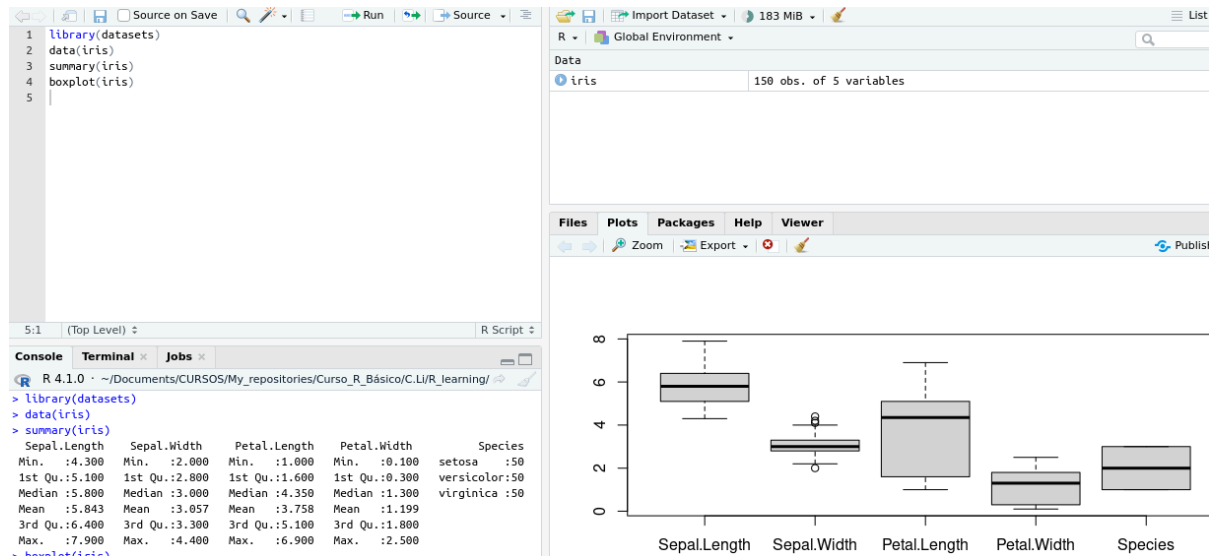 Source on Save Run Source
1 library(datasets)
2 data(iris)
3 summary(iris)
4 boxplot(iris)
5
5:1 (Top Level) R Script
Console Terminal Jobs
R 4.1.0 · ~/Documents/CURSOS/My_repositories/Curso_R_Básico/C.Li/R_learning/
> library(datasets)
> data(iris)
> summary(iris)
Sepal.Length Sepal.Width Petal.Length Petal.Width Species
Min. :4.300 Min. :2.000 Min. :1.000 Min. :0.100 setosa :50
1st Qu.:5.100 1st Qu.:2.800 1st Qu.:1.600 1st Qu.:0.300 versicolor:50
Median :5.800 Median :3.000 Median :4.350 Median :1.300 virginica :50
Mean :5.843 Mean :3.057 Mean :3.758 Mean :1.199
3rd Qu.:6.400 3rd Qu.:3.300 3rd Qu.:5.100 3rd Qu.:1.800
Max. :7.900 Max. :4.400 Max. :6.900 Max. :2.500
> boxplot(iris)
Import Dataset 183 MiB List
R Global Environment
Data
iris 150 obs. of 5 variables
Files Plots Packages Help Viewer
Zoom Export Publish
8
6
4
2
0
Sepal.Length Sepal.Width Petal.Length Petal.Width Species